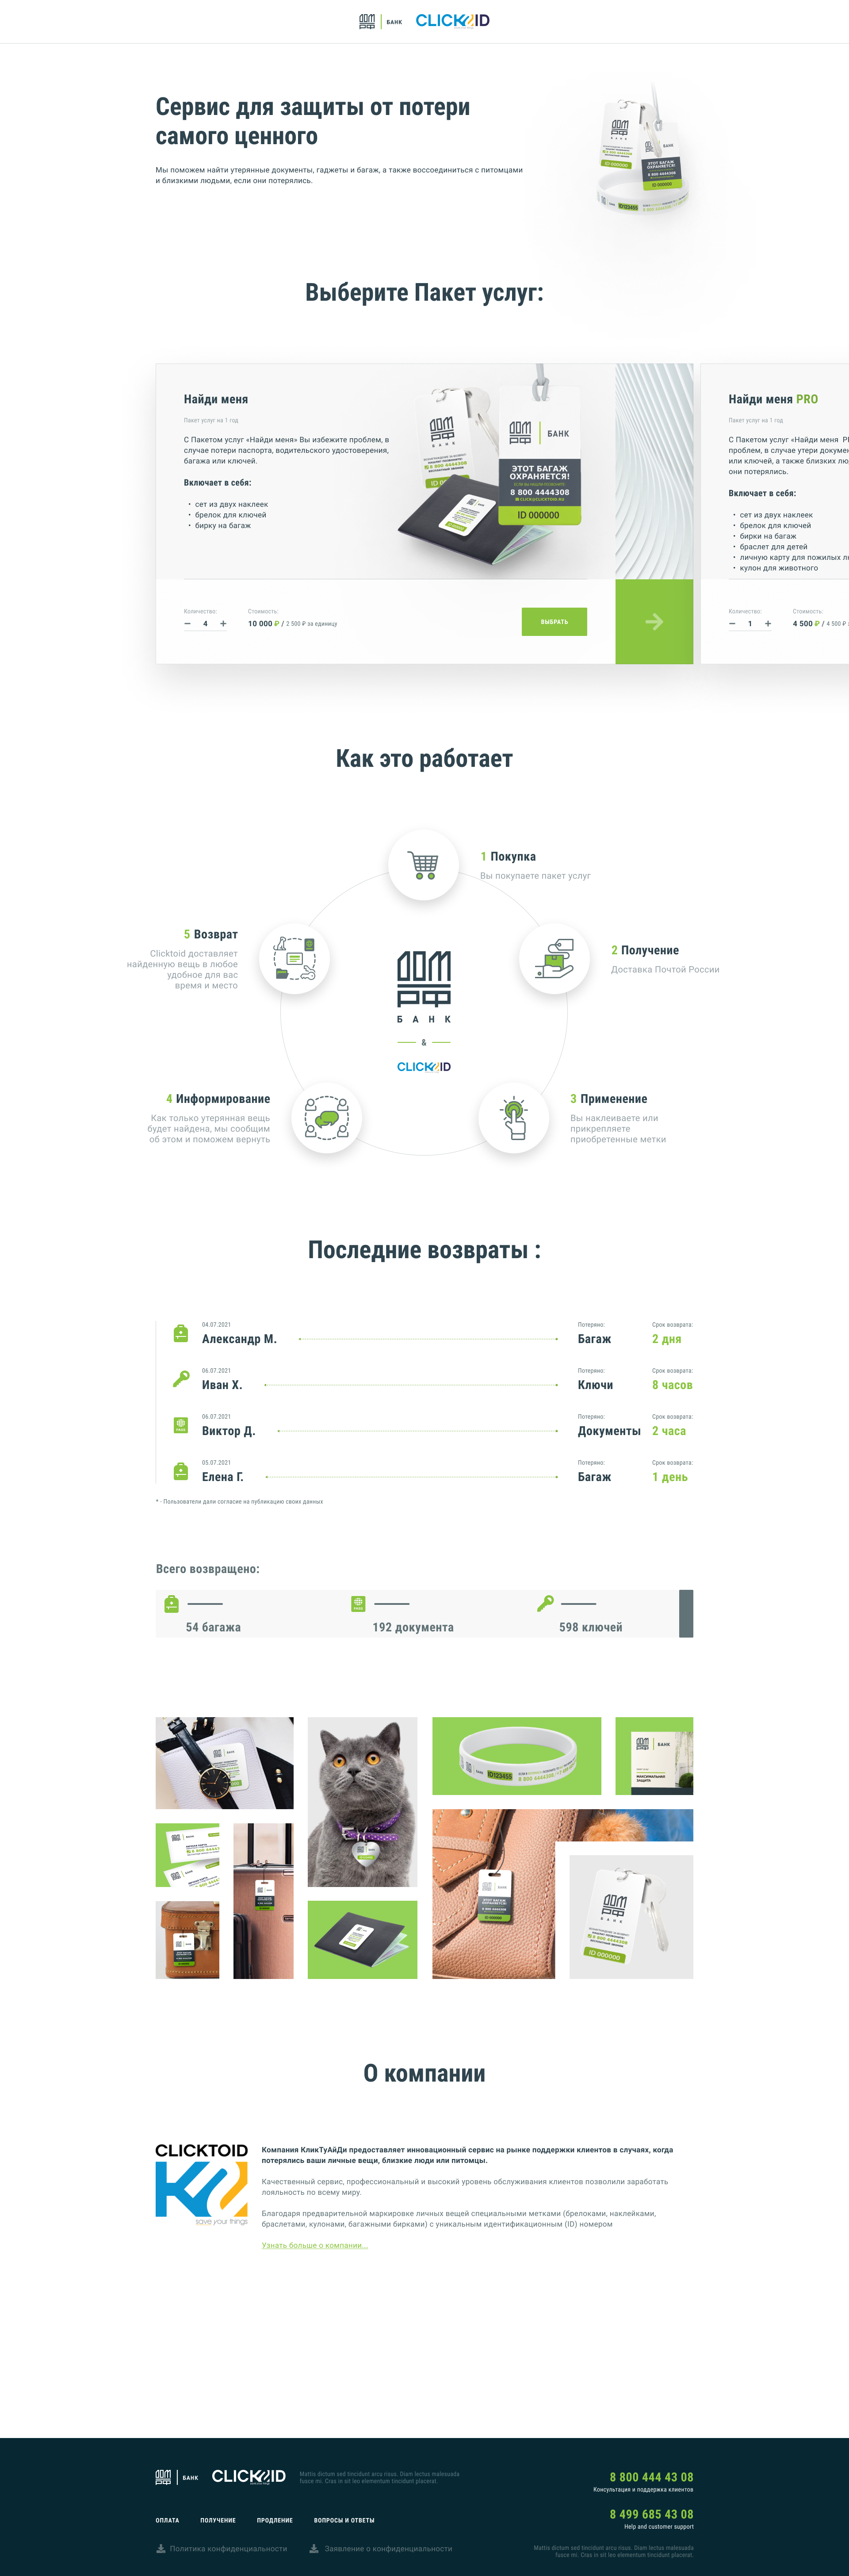 ДОМ РФ БАНК CLICK2ID
Сервис для защиты от потери
самого ценного
Мы поможем найти утерянные документы, гаджеты и багаж, а также воссоединиться с питомцами
и близкими людьми, если они потерялись.
Выберите Пакет услуг:
Найди меня
Пакет услуг на 1 год
С Пакетом услуг «Найди меня» Вы избежите проблем, в
случае потери паспорта, водительского удостоверения,
багажа или ключей.
Включает в себя:
• сет из двух наклеек
• брелок для ключей
• бирку на багаж
ДОМ РФ БАНК
ЭТОТ БАГАЖ
ОХРАНЯЕТСЯ!
8 800 4444308
ID 000000
Количество:
— 4 +
Стоимость:
10 000 ₽ / 2 500 ₽ за единицу
ВЫБРАТЬ
Найди меня PRO
Пакет услуг на 1 год
С Пакетом услуг «Найди меня
проблем, в случае утери
или ключей, а также близких
они потерялись.
Включает в себя:
• сет из двух наклеек
• брелок для ключей
• бирки на багаж
• браслет для детей
• личную карту для пожилых
• кулон для животного
Количество:
— 1 +
Стоимость:
4 500 ₽ / 4 500 ₽
Как это работает
1 Покупка
Вы покупаете пакет услуг
2 Получение
Доставка Почтой России
3 Применение
Вы наклеиваете или
прикрепляете
приобретенные метки
4 Информирование
Как только утерянная вещь
будет найдена, мы сообщим
об этом и поможем вернуть
5 Возврат
Clicktoid доставляет
найденную вещь в любое
удобное для вас
время и место
ДОМ
РФ
БАНК
&
CLICK2ID
Последние возвраты :
04.07.2021
Александр М.
Потеряно:
Багаж
Срок возврата:
2 дня
06.07.2021
Иван Х.
Потеряно:
Ключи
Срок возврата:
8 часов
06.07.2021
Виктор Д.
Потеряно:
Документы
Срок возврата:
2 часа
05.07.2021
Елена Г.
Потеряно:
Багаж
Срок возврата:
1 день
* - Пользователи дали согласие на публикацию своих данных
Всего возвращено:
54 багажа
192 документа
598 ключей
ID123455
ДОМ РФ БАНК
МАКСИМАЛЬНАЯ
ЗАЩИТА
ДОМ
РФ
БАНК
8 800 4444308
ID 000000
О компании
CLICKTOID
save your things
Компания КликТуАйДи предоставляет инновационный сервис на рынке поддержки клиентов в случаях, когда
потерялись ваши личные вещи, близкие люди или питомцы.
Качественный сервис, профессиональный и высокий уровень обслуживания клиентов позволили заработать
лояльность по всему миру.
Благодаря предварительной маркировке личных вещей специальными метками (брелоками, наклейками,
браслетами, кулонами, багажными бирками) с уникальным идентификационным (ID) номером
Узнать больше о компании...
ДОМ РФ БАНК CLICK2ID
Mattis dictum sed tincidunt arcu risus. Diam lectus malesuada
fusce mi. Cras in sit leo elementum tincidunt placerat.
8 800 444 43 08
Консультация и поддержка клиентов
8 499 685 43 08
Help and customer support
ОПЛАТА ПОЛУЧЕНИЕ ПРОДЛЕНИЕ ВОПРОСЫ И ОТВЕТЫ
Политика конфиденциальности Заявление о конфиденциальности
Mattis dictum sed tincidunt arcu risus. Diam lectus malesuada
fusce mi. Cras in sit leo elementum tincidunt placerat.